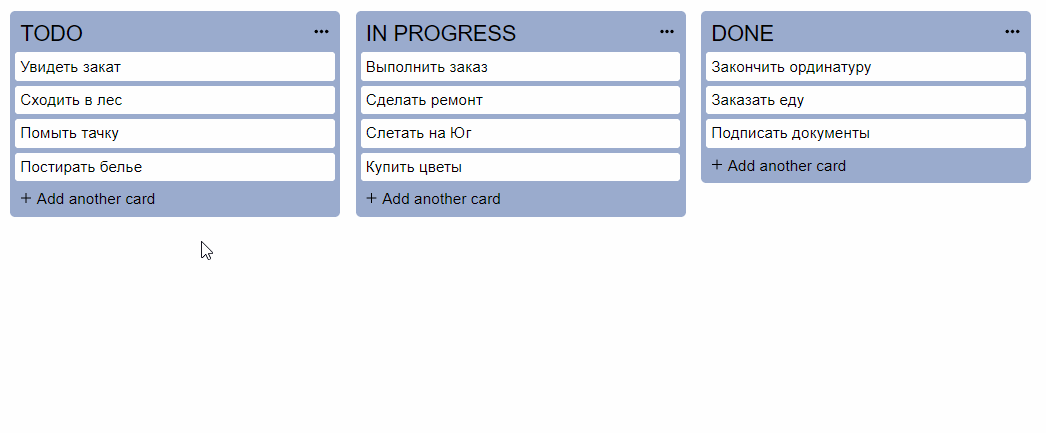 TODO
Увидеть закат
Сходить в лес
Помыть тачку
Постирать белье
+ Add another card
IN PROGRESS
Выполнить заказ
Сделать ремонт
Слетать на Юг
Купить цветы
+ Add another card
DONE
Закончить ординатуру
Заказать еду
Подписать документы
+ Add another card